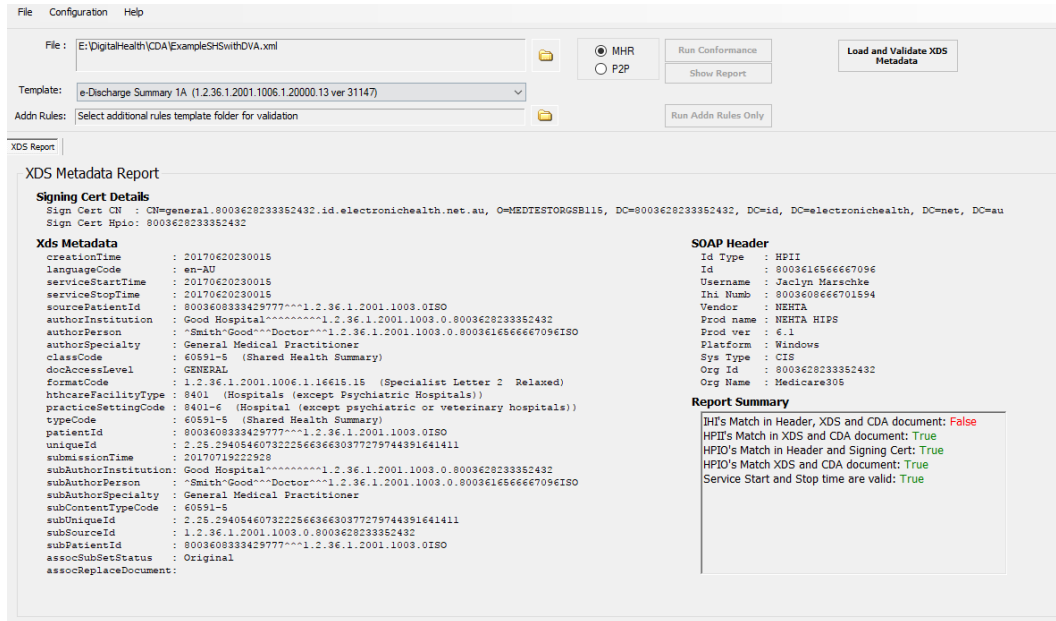 File Configuration Help
File : E:\DigitalHealth\CDA\ExampleSHSwithDVA.xml
MHR
P2P
Run Conformance
Show Report
Load and Validate XDS Metadata
Template: e-Discharge Summary 1A (1.2.36.1.2001.1006.1.20000.13 ver 31147)
Addn Rules: Select additional rules template folder for validation
Run Addn Rules Only
XDS Report
XDS Metadata Report
Signing Cert Details
Sign Cert CN : CN=general.8003628233352432.id.electronichealth.net.au, O=MEDTESTORGSB115, DC=8003628233352432, DC=id, DC=electronichealth, DC=net, DC=au
Sign Cert Hpio: 8003628233352432
Xds Metadata
creationTime : 20170620230015
languageCode : en-AU
serviceStartTime : 20170620230015
serviceStopTime : 20170620230015
sourcePatientId : 8003608333429777^^^1.2.36.1.2001.1003.0ISO
authorInstitution : Good Hospital^^^^^^^^^1.2.36.1.2001.1003.0.8003628233352432
authorPerson : ^Smith^Good^^^Doctor^^^1.2.36.1.2001.1003.0.8003616566667096ISO
authorSpecialty : General Medical Practitioner
classCode : 60591-5 (Shared Health Summary)
docAccessLevel : GENERAL
formatCode : 1.2.36.1.2001.1006.1.16615.15 (Specialist Letter 2 Relaxed)
hthcareFacilityType : 8401 (Hospitals (except Psychiatric Hospitals))
practiceSettingCode : 8401-6 (Hospital (except psychiatric or veterinary hospitals))
typeCode : 60591-5 (Shared Health Summary)
patientId : 8003608333429777^^^1.2.36.1.2001.1003.0ISO
uniqueId : 2.25.294054607322256636630377279744391641411
submissionTime : 20170719222928
subAuthorInstitution: Good Hospital^^^^^^^^^1.2.36.1.2001.1003.0.8003628233352432
subAuthorPerson : ^Smith^Good^^^Doctor^^^1.2.36.1.2001.1003.0.8003616566667096ISO
subAuthorSpecialty : General Medical Practitioner
subContentTypeCode : 60591-5
subUniqueId : 2.25.294054607322256636630377279744391641411
subSourceId : 1.2.36.1.2001.1003.0.8003628233352432
subPatientId : 8003608333429777^^^1.2.36.1.2001.1003.0ISO
assocSubSetStatus : Original
assocReplaceDocument:
SOAP Header
Id Type : HPII
Id : 8003616566667096
Username : Jaclyn Marschke
Ihi Numb : 8003608666701594
Vendor : NEHTA
Prod name : NEHTA HIPS
Prod ver : 6.1
Platform : Windows
Sys Type : CIS
Org Id : 8003628233352432
Org Name : Medicare305
Report Summary
IHI's Match in Header, XDS and CDA document: False
HPII's Match in XDS and CDA document: True
HPIO's Match in Header and Signing Cert: True
HPIO's Match XDS and CDA document: True
Service Start and Stop time are valid: True